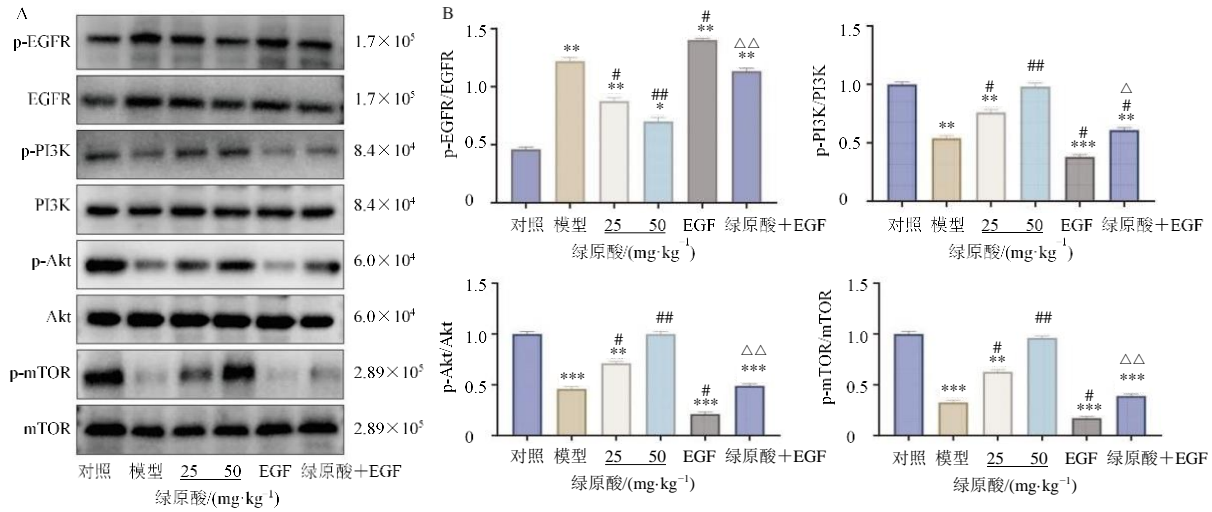 A
p-EGFR 1.7×10⁵
EGFR 1.7×10⁵
p-PI3K 8.4×10⁴
PI3K 8.4×10⁴
p-Akt 6.0×10⁴
Akt 6.0×10⁴
p-mTOR 2.89×10⁵
mTOR 2.89×10⁵
对照 模型 25 50 EGF 绿原酸+EGF
绿原酸/(mg·kg⁻¹)
B
p-EGFR/EGFR
1.5
1.0
0.5
0
** # ** ## * # ** △△ **
对照 模型 25 50 EGF 绿原酸+EGF
绿原酸/(mg·kg⁻¹)
p-PI3K/PI3K
1.5
1.0
0.5
0
** # ** ## # *** △ # **
对照 模型 25 50 EGF 绿原酸+EGF
绿原酸/(mg·kg⁻¹)
p-Akt/Akt
1.5
1.0
0.5
0
*** # ** ## # *** △△ ***
对照 模型 25 50 EGF 绿原酸+EGF
绿原酸/(mg·kg⁻¹)
p-mTOR/mTOR
1.5
1.0
0.5
0
*** # ** ## # *** △△ ***
对照 模型 25 50 EGF 绿原酸+EGF
绿原酸/(mg·kg⁻¹)